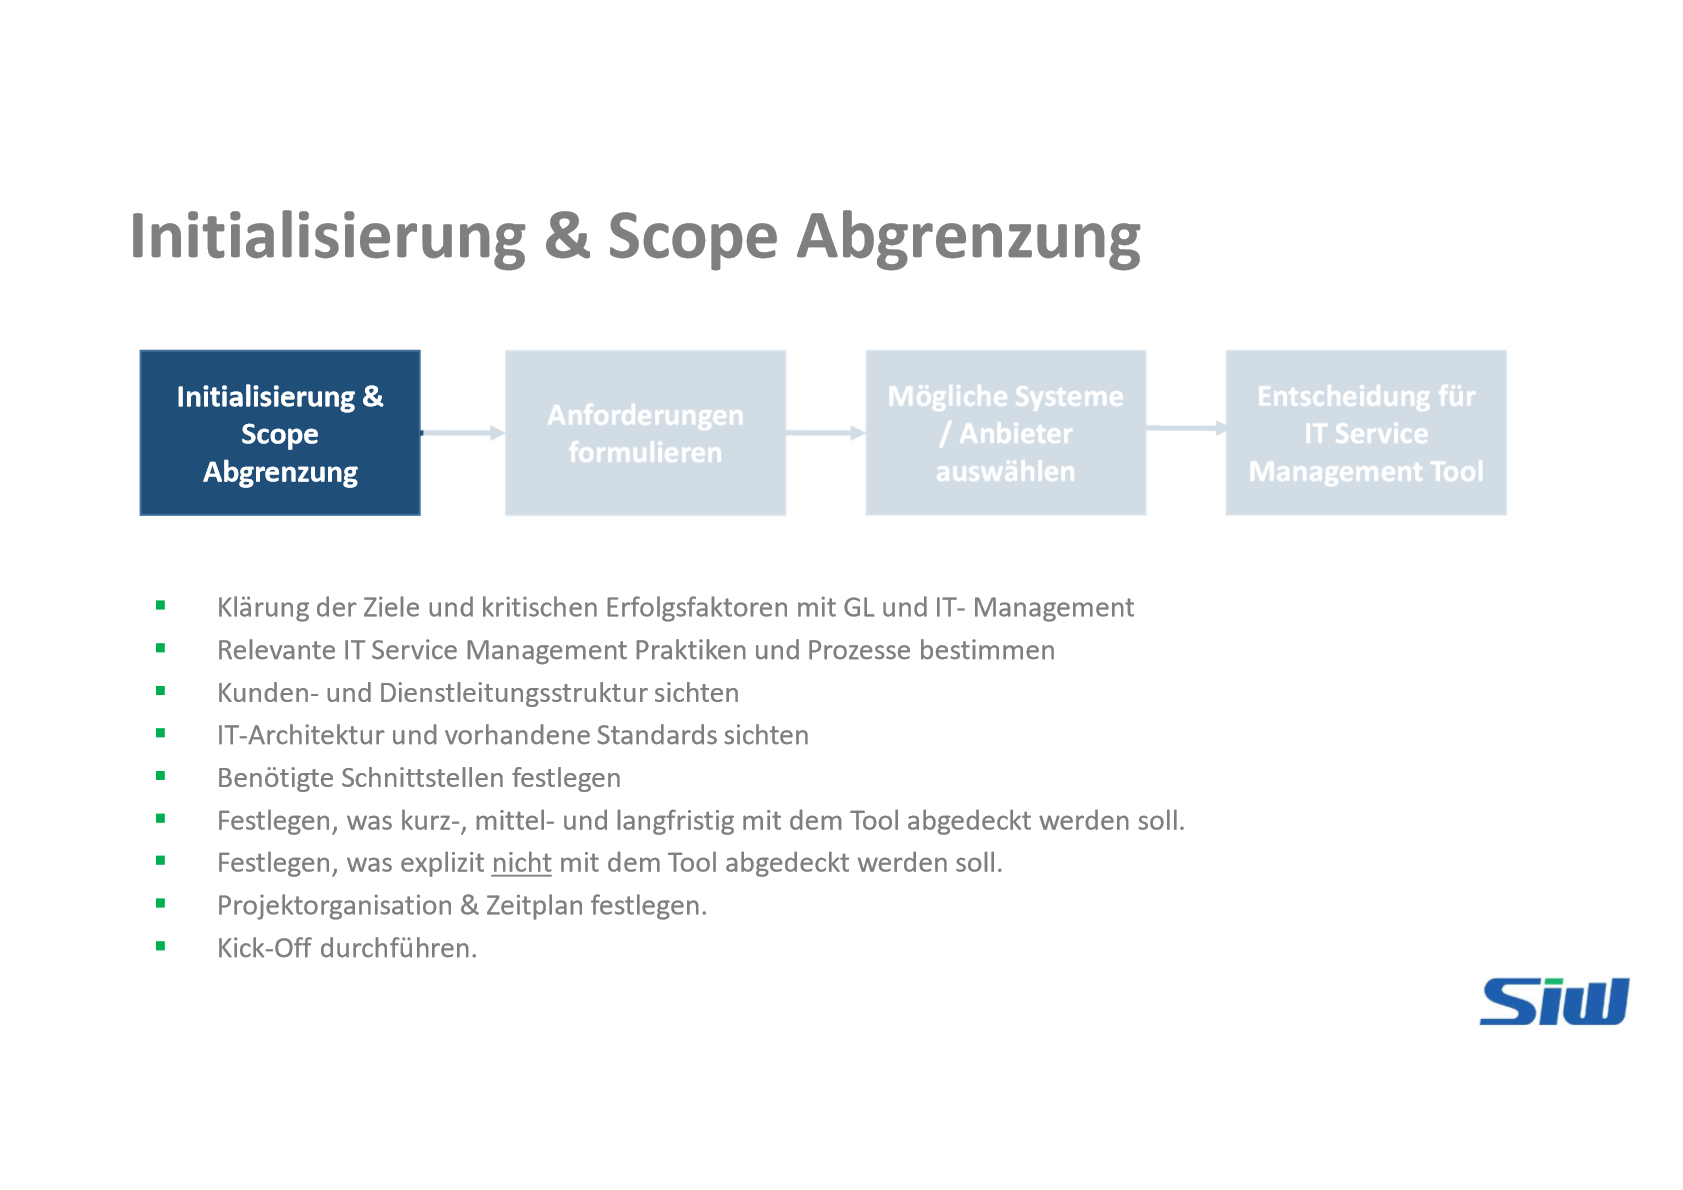 Initialisierung & Scope Abgrenzung
Initialisierung &
Scope
Abgrenzung
Anforderungen
formulieren
Mögliche Systeme
/ Anbieter
auswählen
Entscheidung für
IT Service
Management Tool
Klärung der Ziele und kritischen Erfolgsfaktoren mit GL und IT- Management
Relevante IT Service Management Praktiken und Prozesse bestimmen
Kunden- und Dienstleitungsstruktur sichten
IT-Architektur und vorhandene Standards sichten
Benötigte Schnittstellen festlegen
Festlegen, was kurz-, mittel- und langfristig mit dem Tool abgedeckt werden soll.
Festlegen, was explizit nicht mit dem Tool abgedeckt werden soll.
Projektorganisation & Zeitplan festlegen.
Kick-Off durchführen.
Siw